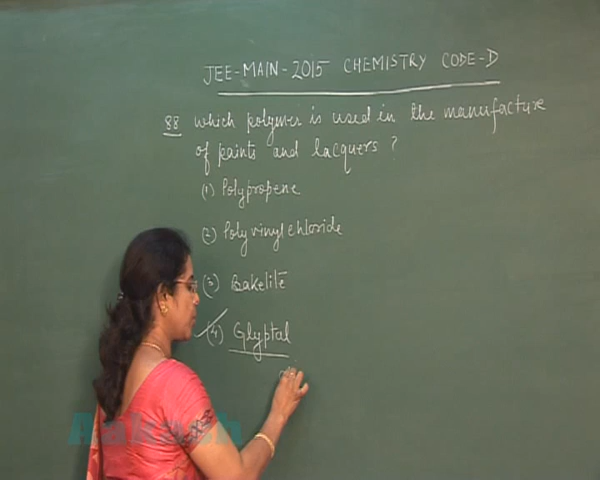 JEE-MAIN-2015 CHEMISTRY CODE-D
88 which polymer is used in the manufacture
of paints and lacquers ?
(1) Polypropene
(2) Polyvinylchloride
(3) Bakelite
(4) Glyptal
Aakash